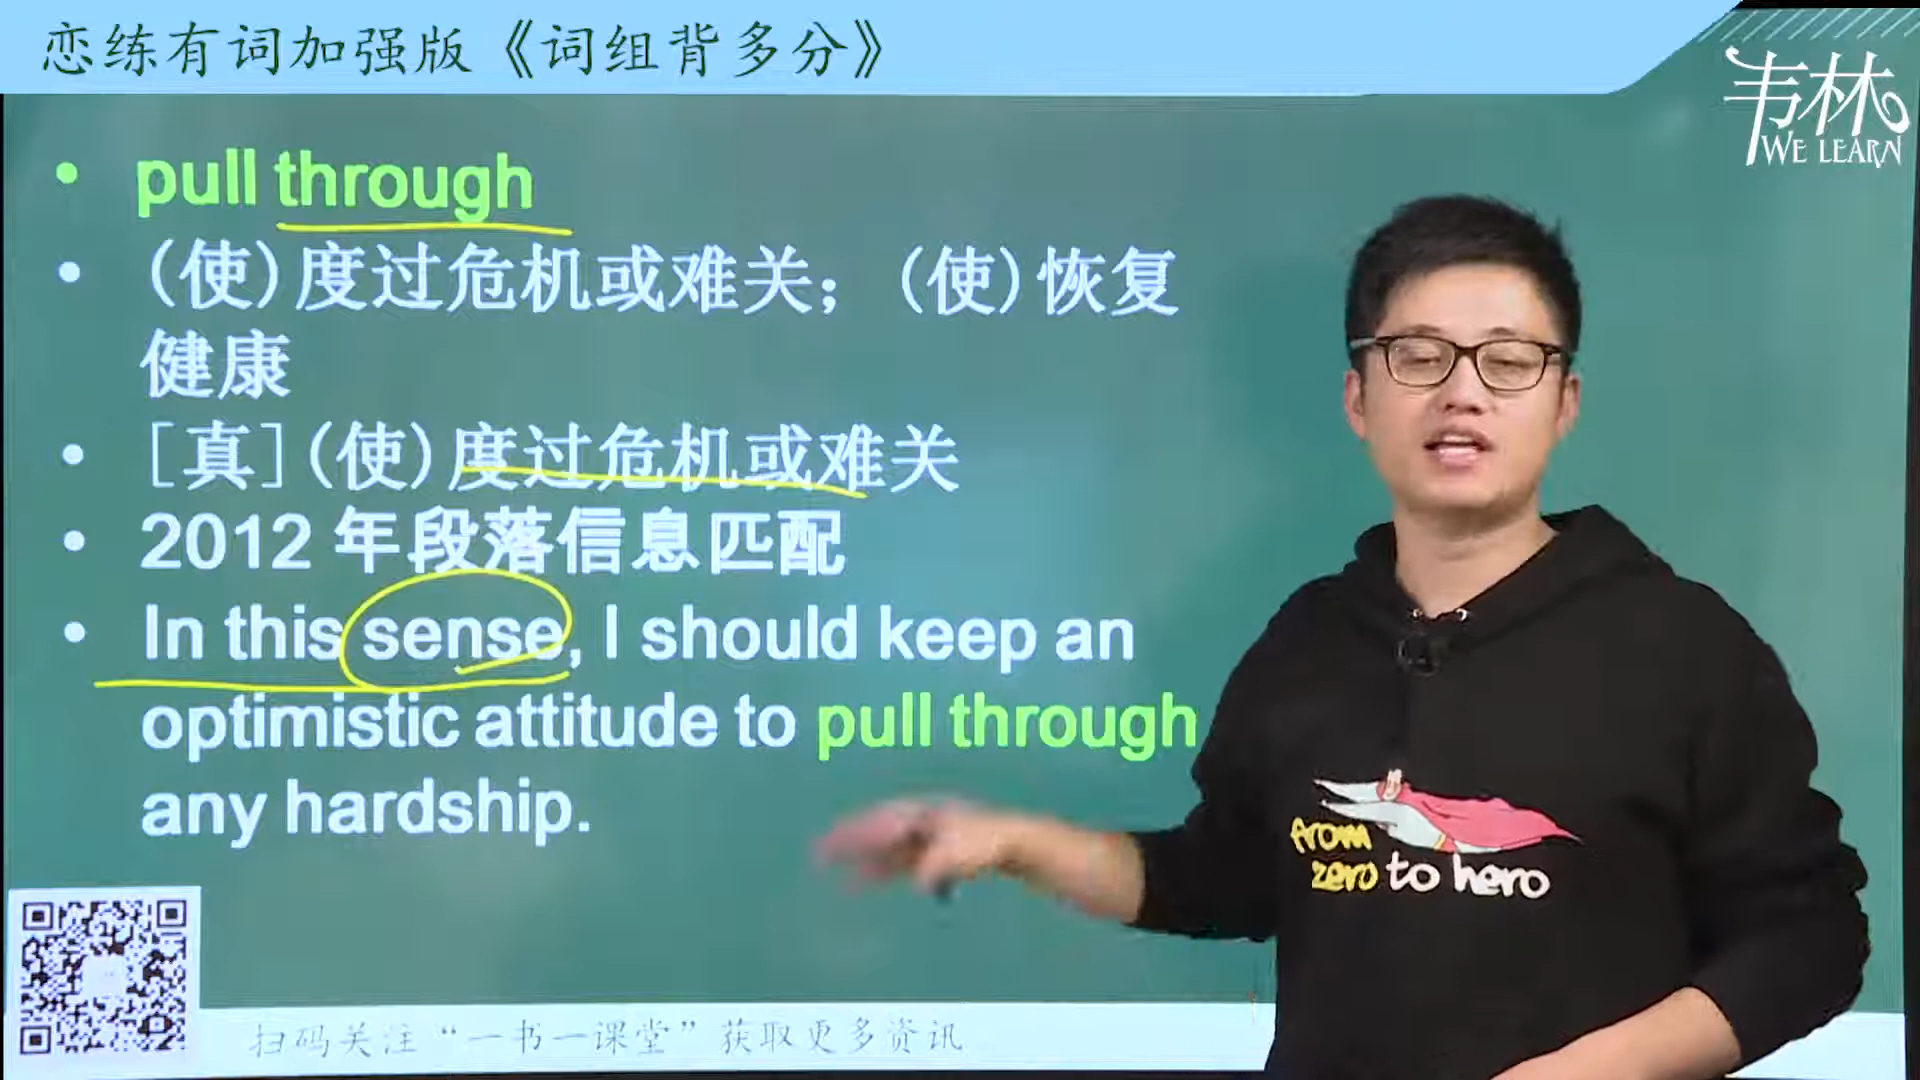 恋练有词加强版《词组背多分》
韦林
WE LEARN
• pull through
• (使)度过危机或难关；(使)恢复
健康
• [真](使)度过危机或难关
• 2012 年段落信息匹配
• In this sense, I should keep an
optimistic attitude to pull through
any hardship.
from
zero to hero
扫码关注“一书一课堂”获取更多资讯